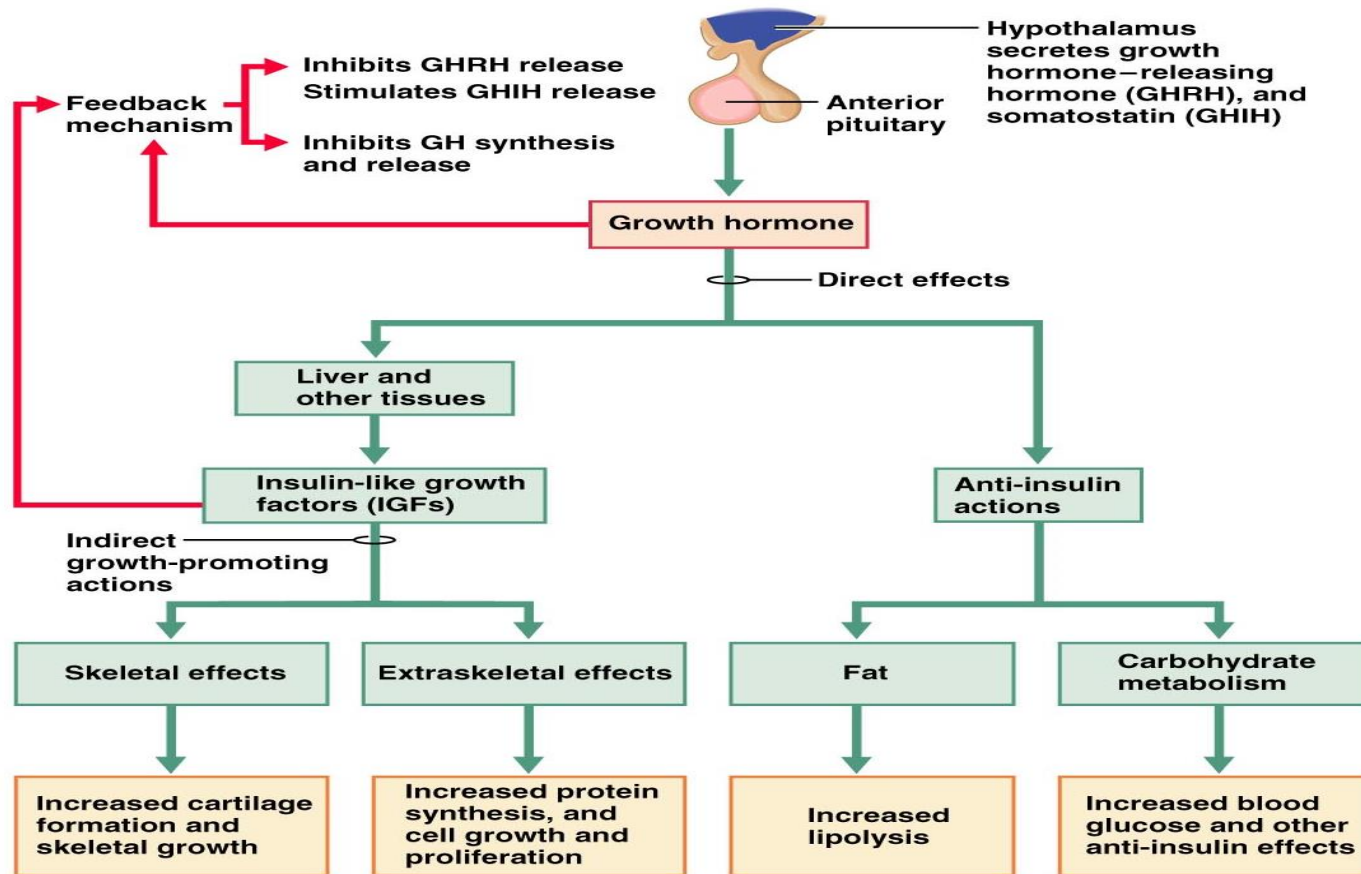 Hypothalamus
secretes growth
hormone–releasing
hormone (GHRH), and
somatostatin (GHIH)
Anterior
pituitary
Inhibits GHRH release
Stimulates GHIH release
Feedback
mechanism
Inhibits GH synthesis
and release
Growth hormone
Direct effects
Liver and
other tissues
Insulin-like growth
factors (IGFs)
Anti-insulin
actions
Indirect
growth-promoting
actions
Skeletal effects
Extraskeletal effects
Fat
Carbohydrate
metabolism
Increased cartilage
formation and
skeletal growth
Increased protein
synthesis, and
cell growth and
proliferation
Increased
lipolysis
Increased blood
glucose and other
anti-insulin effects